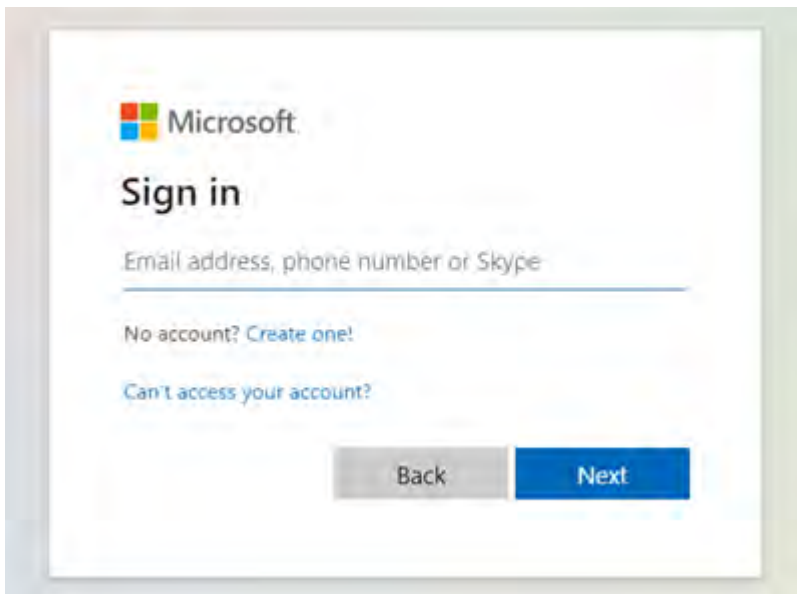 Microsoft
Sign in
Email address, phone number or Skype
No account? Create one!
Can't access your account?
Back Next